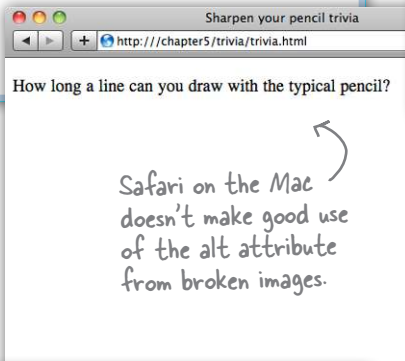 Sharpen your pencil trivia
http:///chapter5/trivia/trivia.html
How long a line can you draw with the typical pencil?
Safari on the Mac
doesn't make good use
of the alt attribute
from broken images.